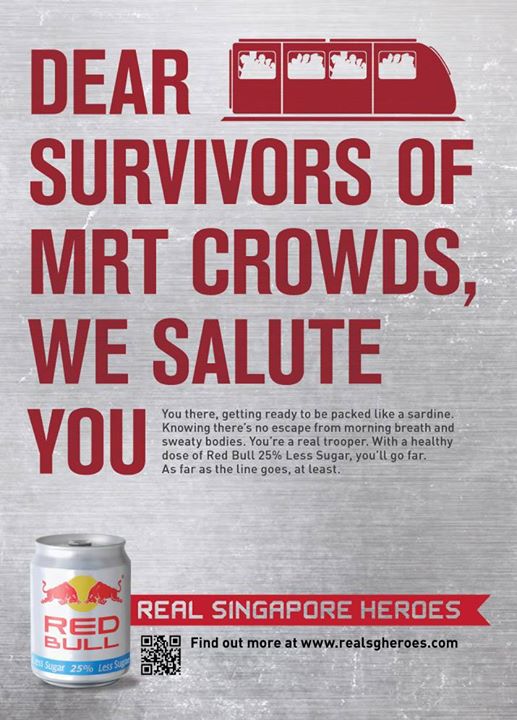 DEAR
SURVIVORS OF
MRT CROWDS,
WE SALUTE
YOU
You there, getting ready to be packed like a sardine.
Knowing there's no escape from morning breath and
sweaty bodies. You're a real trooper. With a healthy
dose of Red Bull 25% Less Sugar, you'll go far.
As far as the line goes, at least.
RED
BULL
ess Sugar 25% Less Suga
REAL SINGAPORE HEROES
Find out more at www.realsgheroes.com